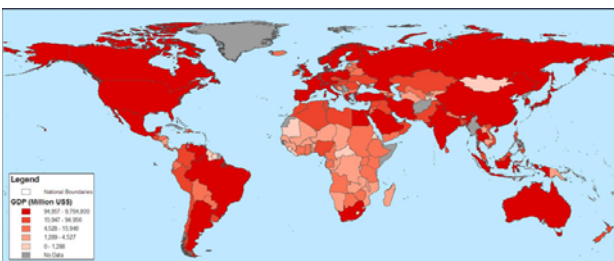 Legend
National Boundaries
GDP (Million US$)
94,957 - 9,764,800
15,947 - 94,956
4,528 - 15,946
1,289 - 4,527
0 - 1,288
No Data